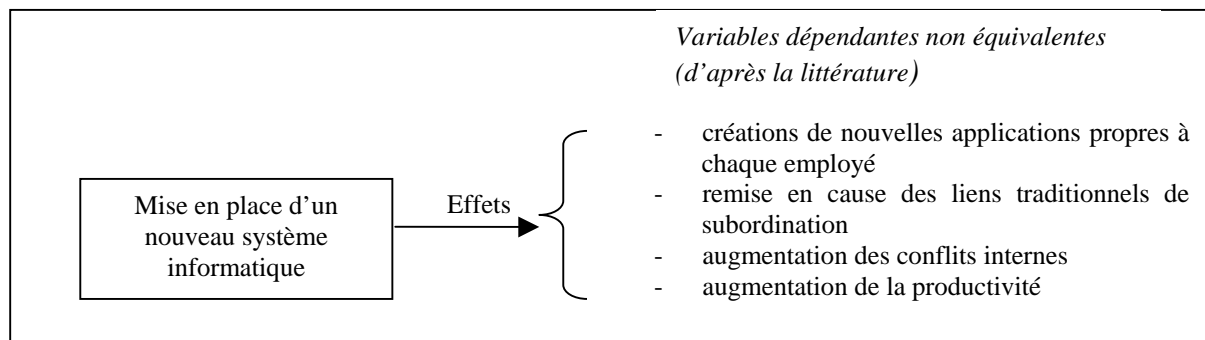 Variables dépendantes non équivalentes
(d'après la littérature)
- créations de nouvelles applications propres à
chaque employé
- remise en cause des liens traditionnels de
subordination
- augmentation des conflits internes
- augmentation de la productivité
Mise en place d'un
nouveau système
informatique
Effets